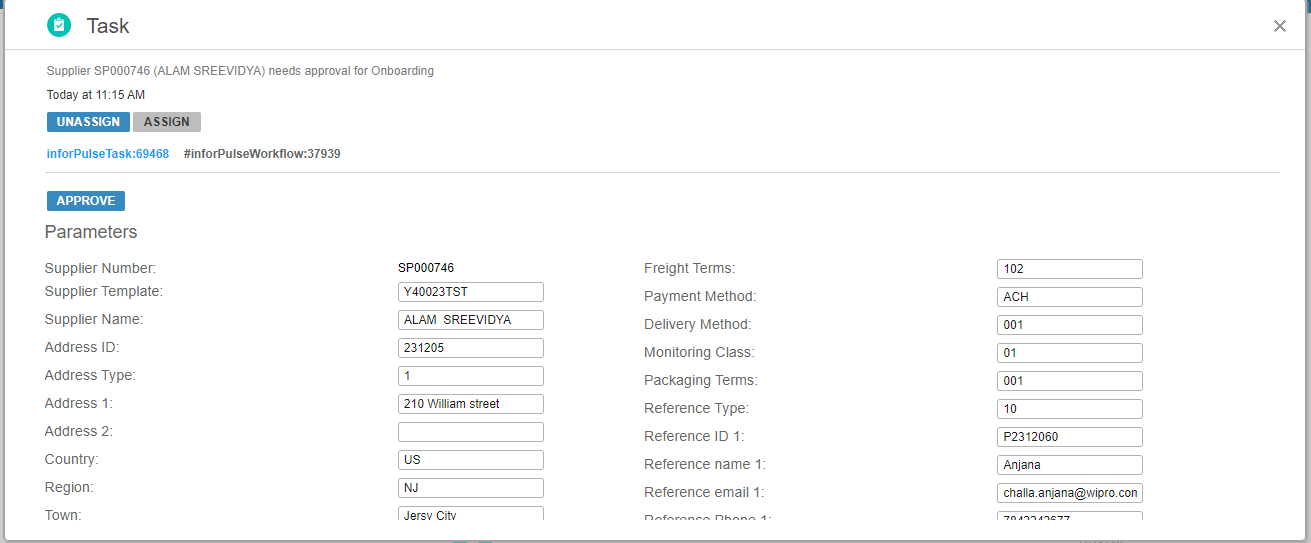 Task
Supplier SP000746 (ALAM SREEVIDYA) needs approval for Onboarding
Today at 11:15 AM
UNASSIGN ASSIGN
inforPulseTask:69468 #inforPulseWorkflow:37939
APPROVE
Parameters
Supplier Number: SP000746
Supplier Template: Y40023TST
Supplier Name: ALAM  SREEVIDYA
Address ID: 231205
Address Type: 1
Address 1: 210 William street
Address 2:
Country: US
Region: NJ
Town: Jersy City
Freight Terms: 102
Payment Method: ACH
Delivery Method: 001
Monitoring Class: 01
Packaging Terms: 001
Reference Type: 10
Reference ID 1: P2312060
Reference name 1: Anjana
Reference email 1: challa.anjana@wipro.con
Reference Phone 1: